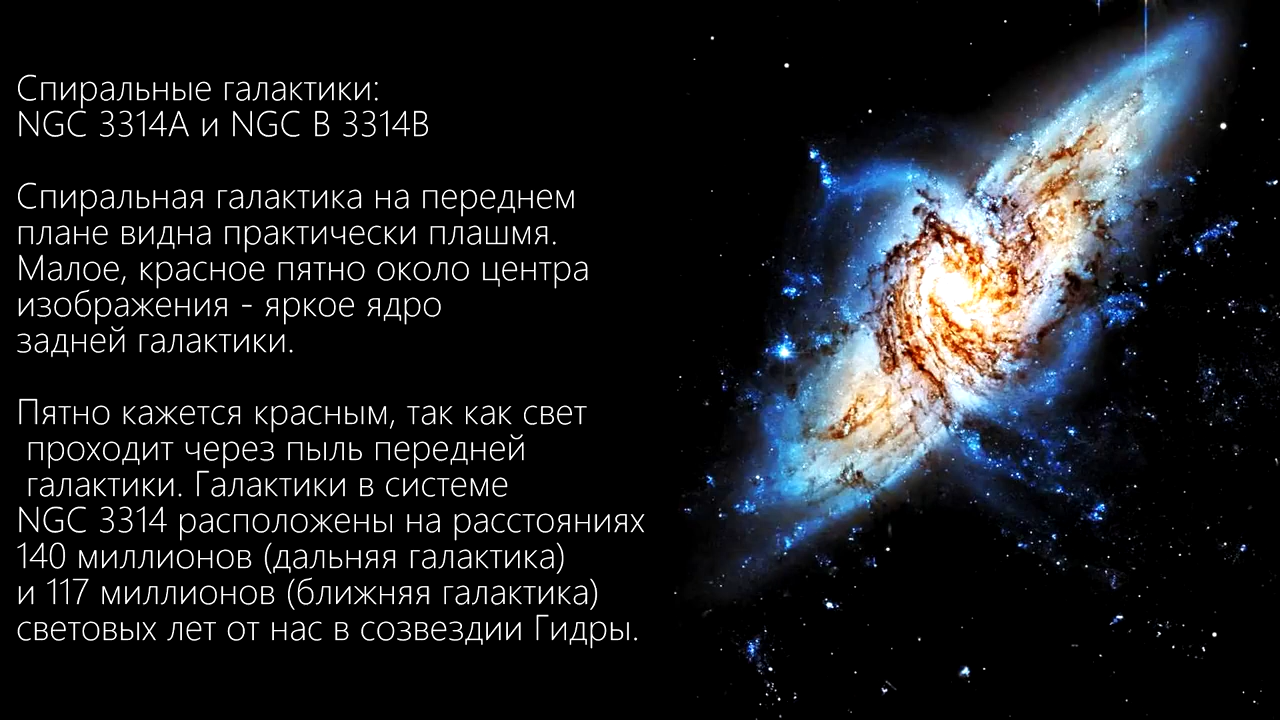 Спиральные галактики:
NGC 3314A и NGC B 3314B
Спиральная галактика на переднем
плане видна практически плашмя.
Малое, красное пятно около центра
изображения - яркое ядро
задней галактики.
Пятно кажется красным, так как свет
проходит через пыль передней
галактики. Галактики в системе
NGC 3314 расположены на расстояниях
140 миллионов (дальняя галактика)
и 117 миллионов (ближняя галактика)
световых лет от нас в созвездии Гидры.